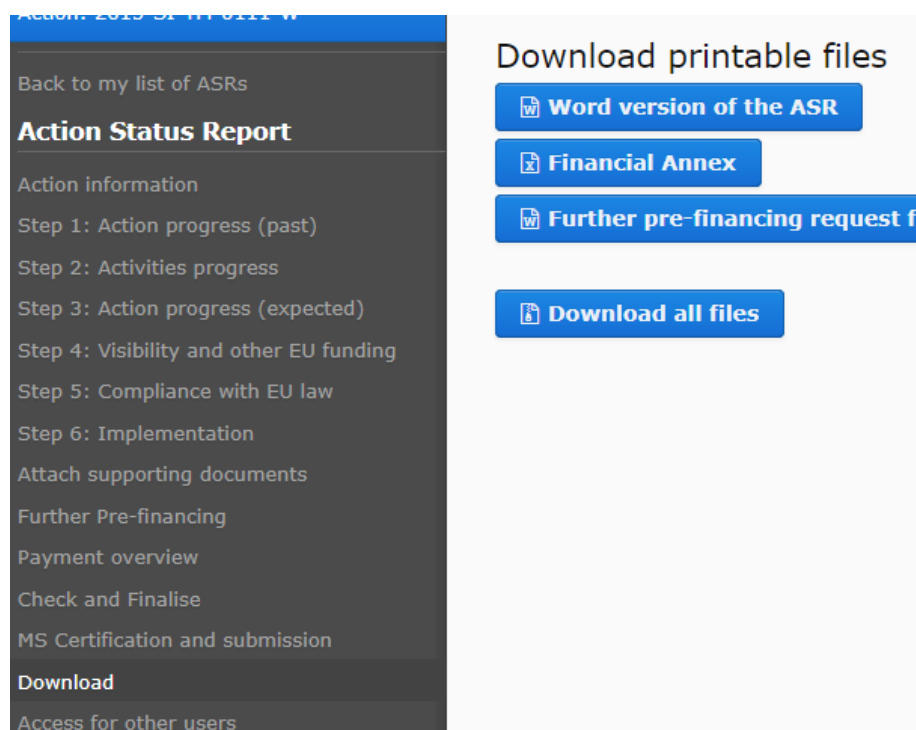 Back to my list of ASRs
Action Status Report
Action information
Step 1: Action progress (past)
Step 2: Activities progress
Step 3: Action progress (expected)
Step 4: Visibility and other EU funding
Step 5: Compliance with EU law
Step 6: Implementation
Attach supporting documents
Further Pre-financing
Payment overview
Check and Finalise
MS Certification and submission
Download
Access for other users
Download printable files
Word version of the ASR
Financial Annex
Further pre-financing request f
Download all files